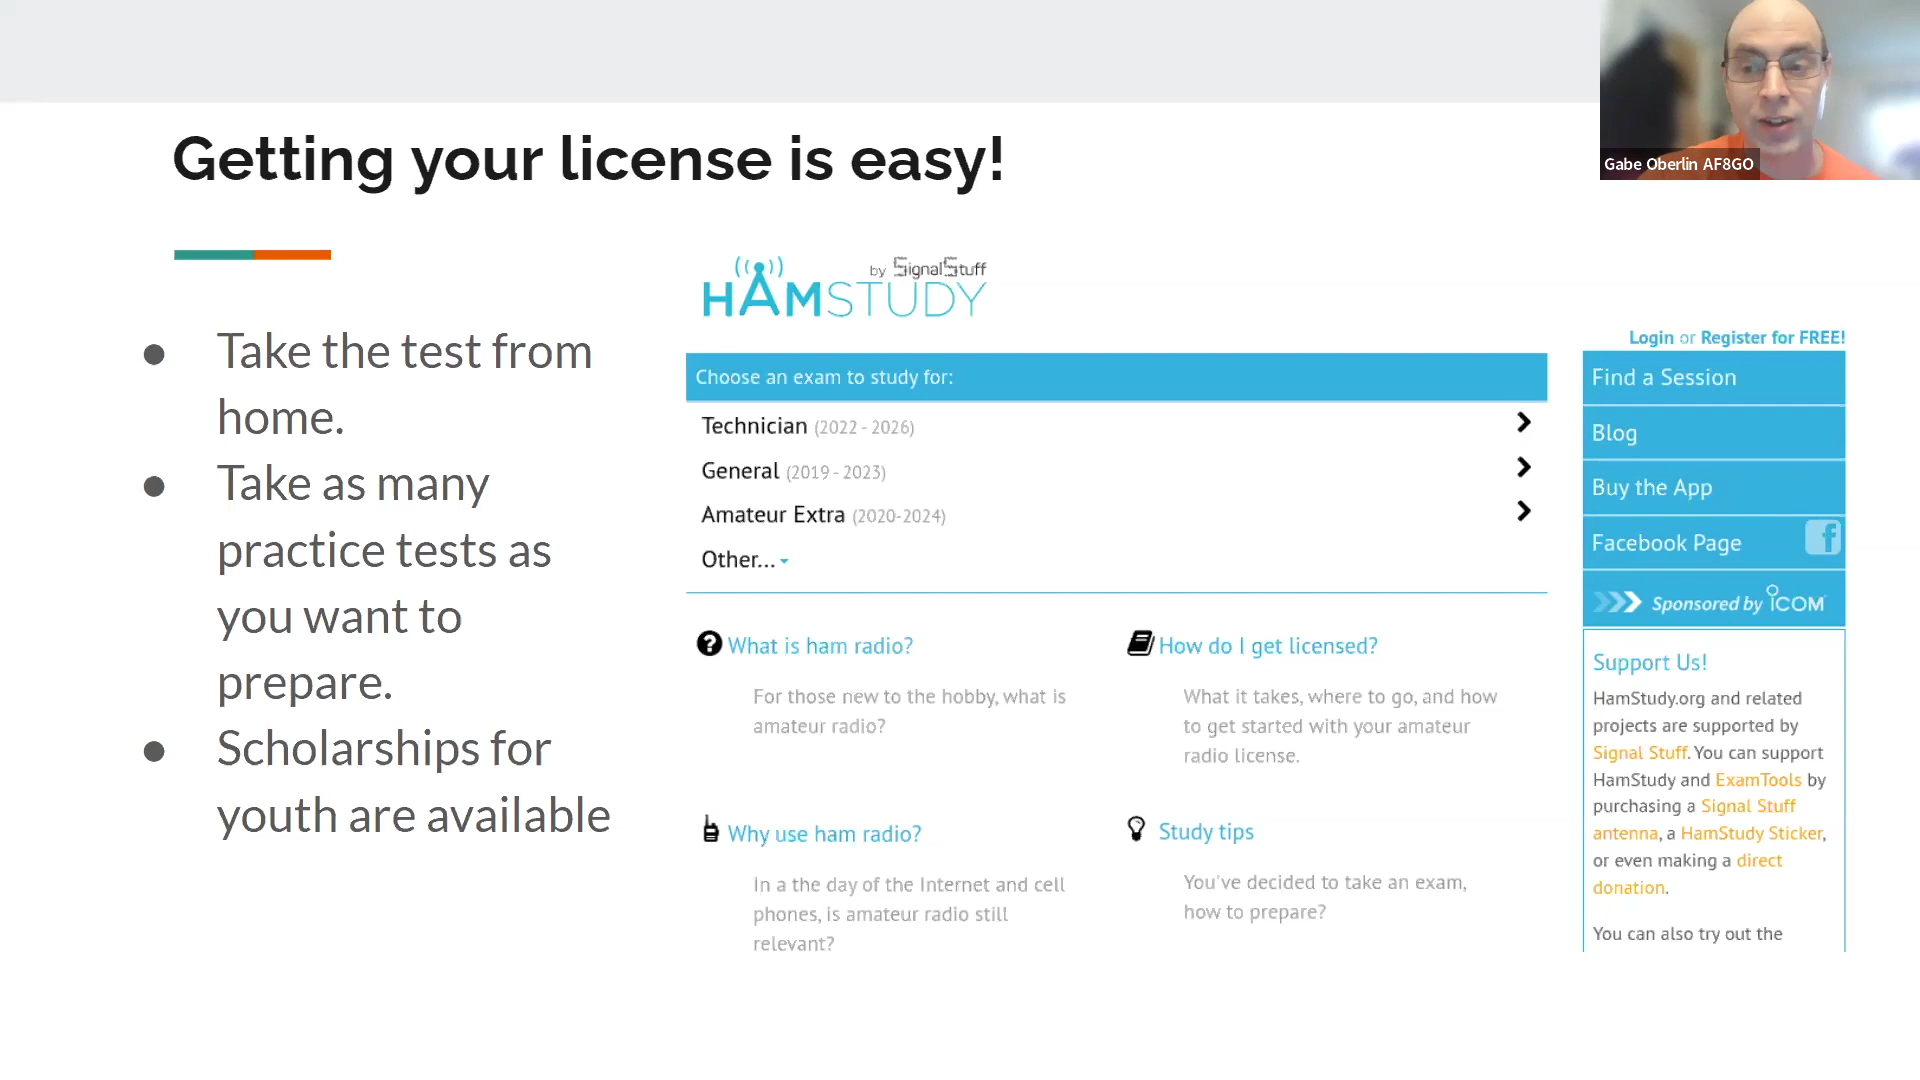 Getting your license is easy!
Gabe Oberlin AF8GO
● Take the test from
home.
● Take as many
practice tests as
you want to
prepare.
● Scholarships for
youth are available
by SignalStuff
HAMSTUDY
Choose an exam to study for:
Technician (2022 - 2026)
General (2019 - 2023)
Amateur Extra (2020-2024)
Other...
What is ham radio?
For those new to the hobby, what is
amateur radio?
How do I get licensed?
What it takes, where to go, and how
to get started with your amateur
radio license.
Why use ham radio?
In a the day of the Internet and cell
phones, is amateur radio still
relevant?
Study tips
You've decided to take an exam,
how to prepare?
Login or Register for FREE!
Find a Session
Blog
Buy the App
Facebook Page
Sponsored by ICOM
Support Us!
HamStudy.org and related
projects are supported by
Signal Stuff. You can support
HamStudy and ExamTools by
purchasing a Signal Stuff
antenna, a HamStudy Sticker,
or even making a direct
donation.
You can also try out the